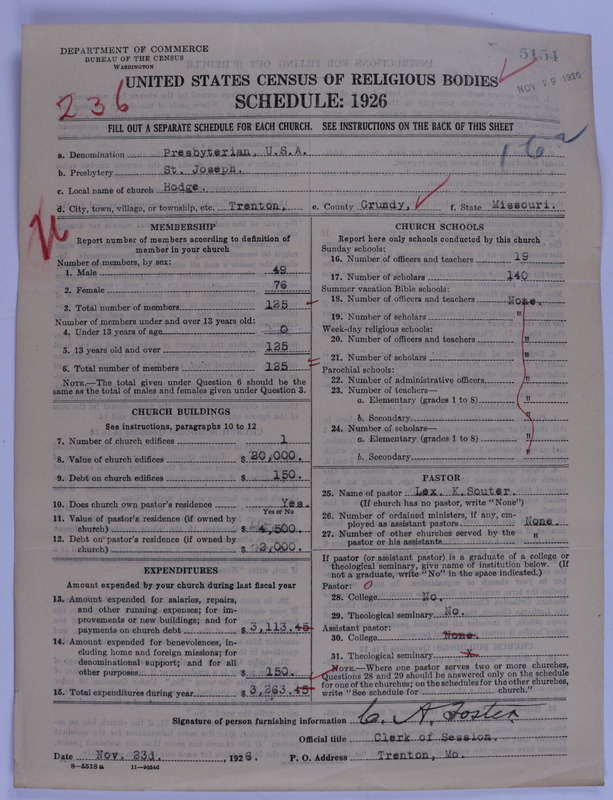 DEPARTMENT OF COMMERCE
BUREAU OF THE CENSUS
WASHINGTON
5154
NOV 29 1926
UNITED STATES CENSUS OF RELIGIOUS BODIES
236
SCHEDULE: 1926
FILL OUT A SEPARATE SCHEDULE FOR EACH CHURCH. SEE INSTRUCTIONS ON THE BACK OF THIS SHEET
a. Denomination Presbyterian, U.S.A.
b. Presbytery St. Joseph.
c. Local name of church Hodge.
d. City, town, village, or township, etc. Trenton, e. County Grundy, f. State Missouri.
MEMBERSHIP
Report number of members according to definition of member in your church
Number of members, by sex:
1. Male 49
2. Female 76
3. Total number of members 125
Number of members under and over 13 years old:
4. Under 13 years of age 0
5. 13 years old and over 125
6. Total number of members 125
NOTE.—The total given under Question 6 should be
same as the total of males and females given under Question 3.
CHURCH BUILDINGS
See instructions, paragraphs 10 to 12
7. Number of church edifices 1
8. Value of church edifices $ 20,000.
9. Debt on church edifices $ 150.
10. Does church own pastor's residence Yes.
Yes or No
11. Value of pastor's residence (if owned by
church) $ 4,500.
12. Debt on pastor's residence (if owned by
church) $ 2,000.
EXPENDITURES
Amount expended by your church during last fiscal year
13. Amount expended for salaries, repairs,
and other running expenses; for im-
provements or new buildings; and for
payments on church debt $ 3,113.45
14. Amount expended for benevolences, in-
cluding home and foreign missions; for
denominational support; and for all
other purposes $ 150.
15. Total expenditures during year $ 3,263.45
CHURCH SCHOOLS
Report here only schools conducted by this church
Sunday schools:
16. Number of officers and teachers 19
17. Number of scholars 140
Summer vacation Bible schools:
18. Number of officers and teachers None.
19. Number of scholars "
Week-day religious schools:
20. Number of officers and teachers "
21. Number of scholars "
Parochial schools:
22. Number of administrative officers "
23. Number of teachers—
a. Elementary (grades 1 to 8) "
b. Secondary "
24. Number of scholars—
a. Elementary (grades 1 to 8) "
b. Secondary "
PASTOR
25. Name of pastor Lex. K. Souter.
(If church has no pastor, write "None")
26. Number of ordained ministers, if any, em-
ployed as assistant pastors None.
27. Number of other churches served by the
pastor or his assistants "
If pastor (or assistant pastor) is a graduate of a college or
theological seminary, give name of institution below. (If
not a graduate, write "No" in the space indicated.)
Pastor: 0
28. College No.
29. Theological seminary No.
Assistant pastor:
30. College None.
31. Theological seminary x
NOTE.—Where one pastor serves two or more churches,
Questions 28 and 29 should be answered only on the schedule
for one of the churches; on the schedules for the other churches,
write "See schedule for church."
Signature of person furnishing information C. A. Foster
Official title Clerk of Session.
Date Nov. 23d. , 1926. P. O. Address Trenton, Mo.
8-5518a 11-9034d